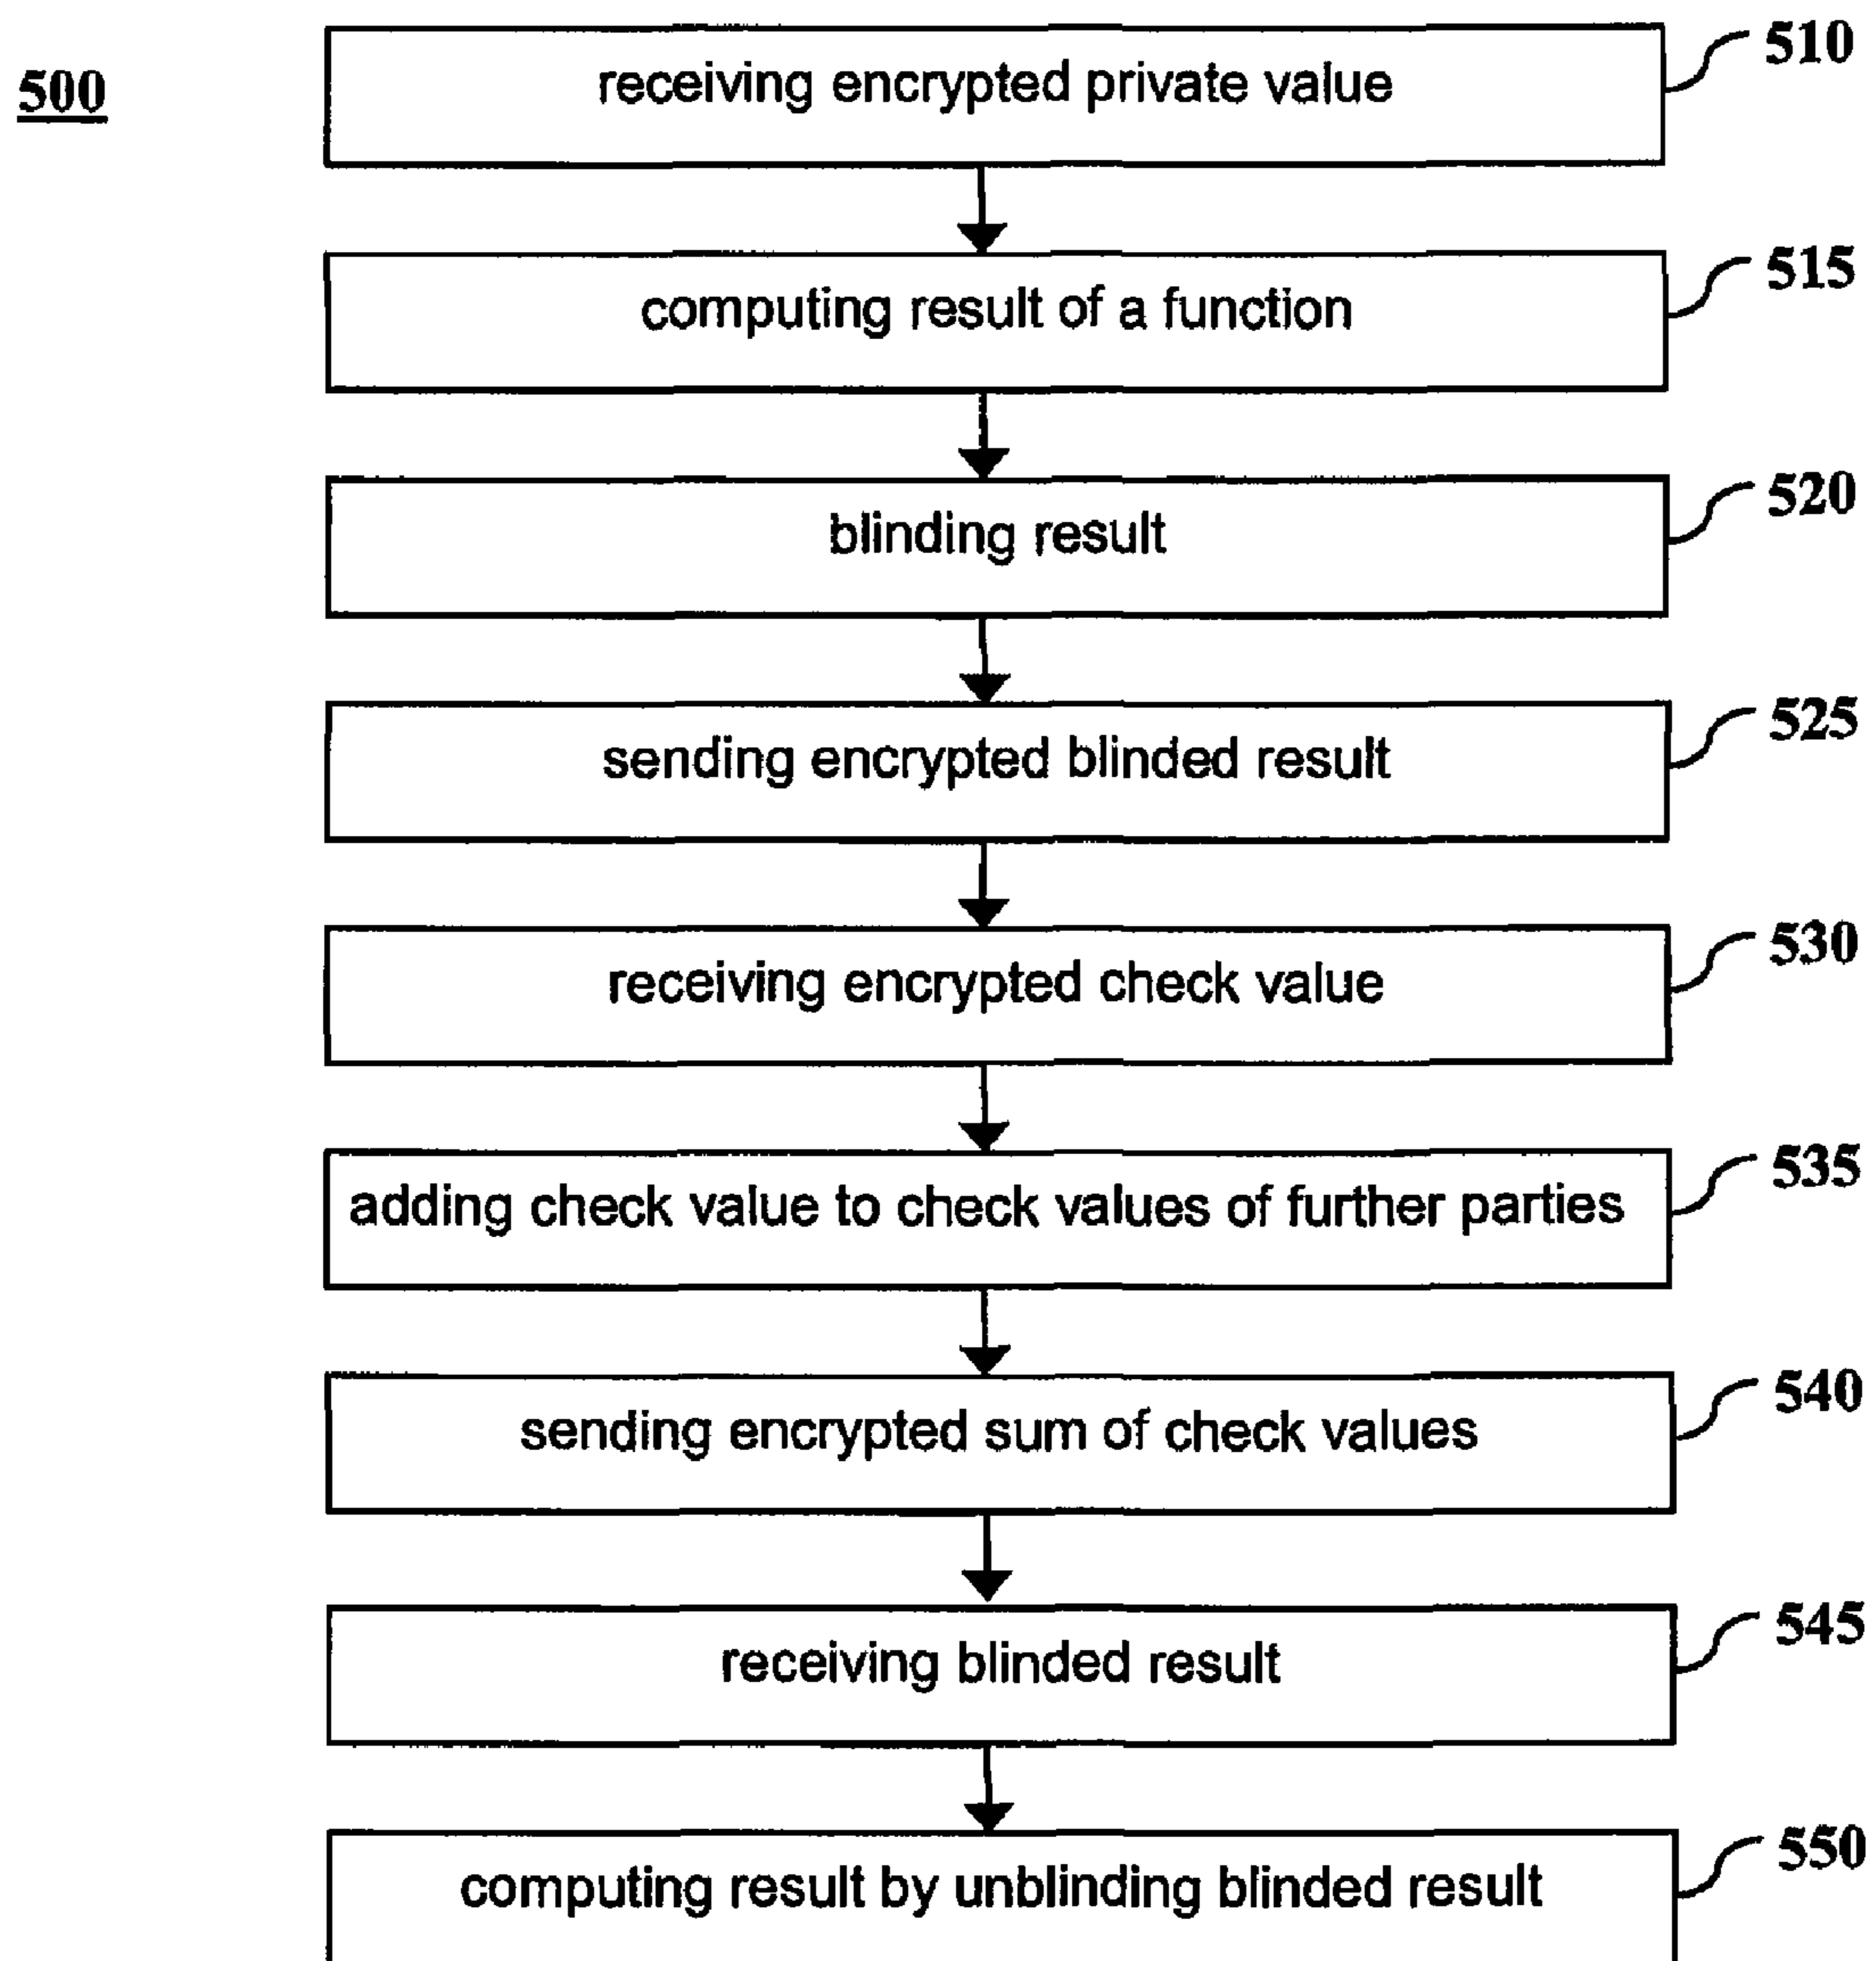 500
receiving encrypted private value 510
computing result of a function 515
blinding result 520
sending encrypted blinded result 525
receiving encrypted check value 530
adding check value to check values of further parties 535
sending encrypted sum of check values 540
receiving blinded result 545
computing result by unblinding blinded result 550